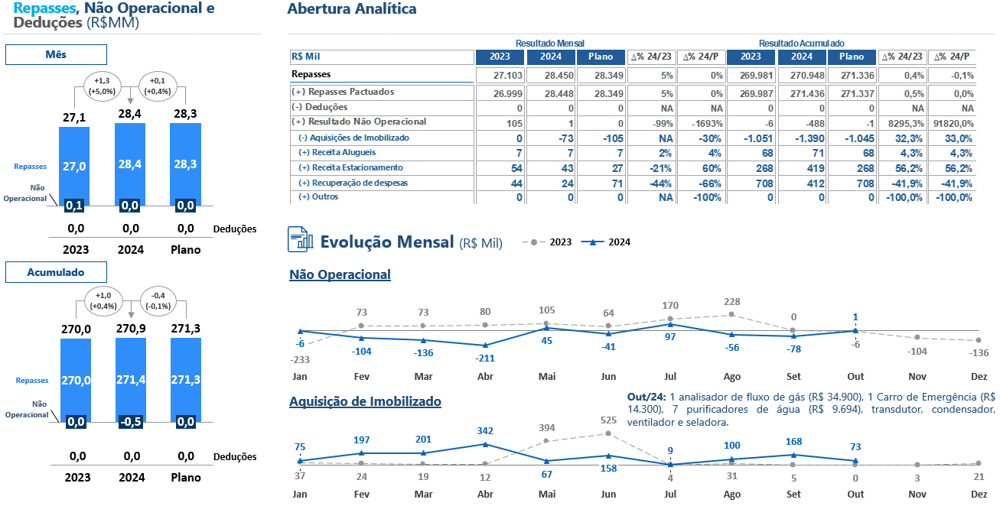 Repasses, Não Operacional e
Deduções (R$MM)
Mês
+1,3
(+5,0%)
+0,1
(+0,4%)
27,1 28,4 28,3
Repasses 27,0 28,4 28,3
Não
Operacional 0,1 0,0 0,0
0,0 0,0 0,0 Deduções
2023 2024 Plano
Acumulado
+1,0
(+0,4%)
-0,4
(-0,1%)
270,0 270,9 271,3
Repasses 270,0 271,4 271,3
Não
Operacional 0,0 -0,5 0,0
0,0 0,0 0,0 Deduções
2023 2024 Plano
Abertura Analítica
Resultado Mensal Resultado Acumulado
R$ Mil 2023 2024 Plano Δ% 24/23 Δ% 24/P 2023 2024 Plano Δ% 24/23 Δ% 24/P
Repasses 27.103 28.450 28.349 5% 0% 269.981 270.948 271.336 0,4% -0,1%
(+) Repasses Pactuados 26.999 28.448 28.349 5% 0% 269.987 271.436 271.337 0,5% 0,0%
(-) Deduções 0 0 0 NA NA 0 0 0 NA NA
(+) Resultado Não Operacional 105 1 0 -99% -1693% -6 -488 -1 8295,3% 91820,0%
(-) Aquisições de Imobilizado 0 -73 -105 NA -30% -1.051 -1.390 -1.045 32,3% 33,0%
(+) Receita Alugueis 7 7 7 2% 4% 68 71 68 4,3% 4,3%
(+) Receita Estacionamento 54 43 27 -21% 60% 268 419 268 56,2% 56,2%
(+) Recuperação de despesas 44 24 71 -44% -66% 708 412 708 -41,9% -41,9%
(+) Outros 0 0 0 NA -100% 0 0 0 -100,0% -100,0%
Evolução Mensal (R$ Mil) 2023 2024
Não Operacional
73 73 80 105 64 170 228 0 1
-6 -104 -136 -211 45 -41 97 -56 -78 -6 -104 -136
-233
Jan Fev Mar Abr Mai Jun Jul Ago Set Out Nov Dez
Aquisição de Imobilizado
Out/24: 1 analisador de fluxo de gás (R$ 34.900), 1 Carro de Emergência (R$
14.300), 7 purificadores de água (R$ 9.694), transdutor, condensador,
ventilador e seladora.
75 197 201 342 394 525 9 100 168 73
37 24 19 12 67 158 4 31 5 0 3 21
Jan Fev Mar Abr Mai Jun Jul Ago Set Out Nov Dez